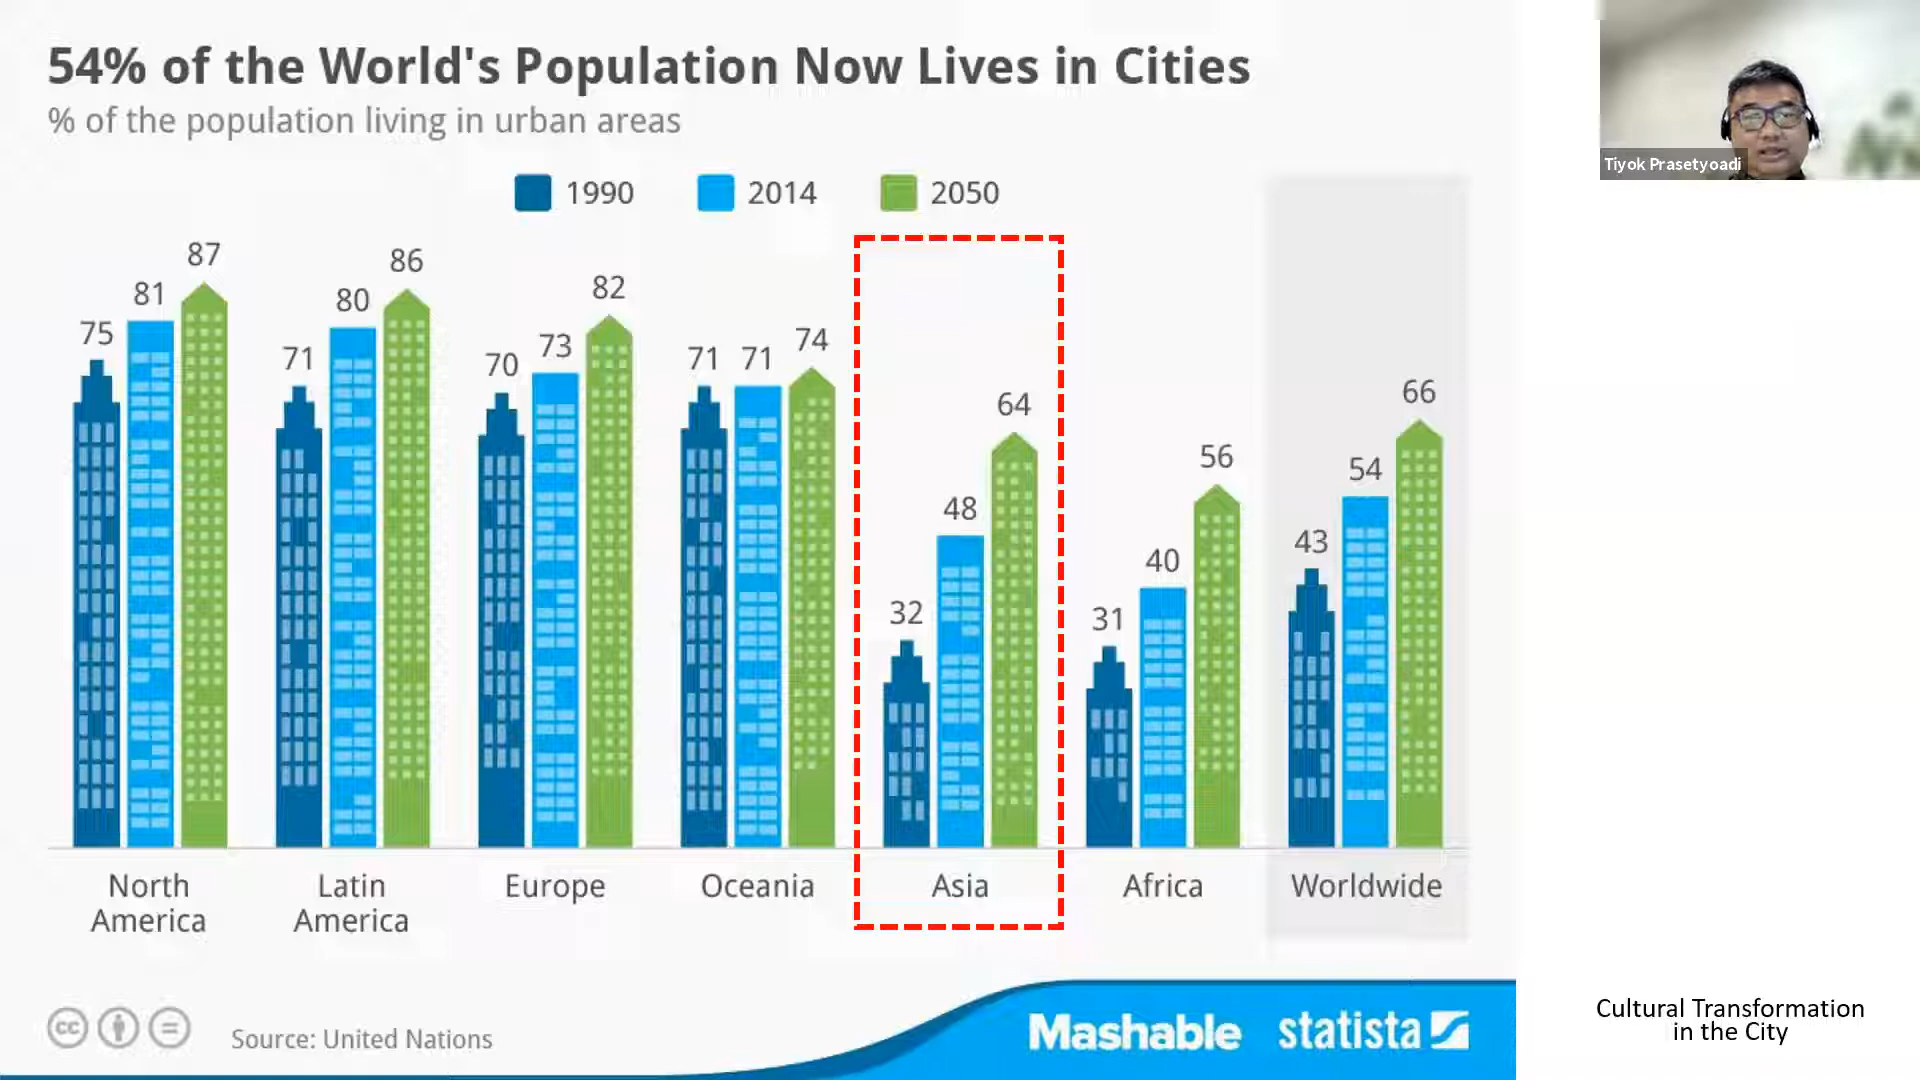 54% of the World's Population Now Lives in Cities
% of the population living in urban areas
1990 2014 2050
75 81 87
71 80 86
70 73 82
71 71 74
32 48 64
31 40 56
43 54 66
North America
Latin America
Europe
Oceania
Asia
Africa
Worldwide
cc
Source: United Nations
Mashable statista
Tiyok Prasetyoadi
Cultural Transformation
in the City